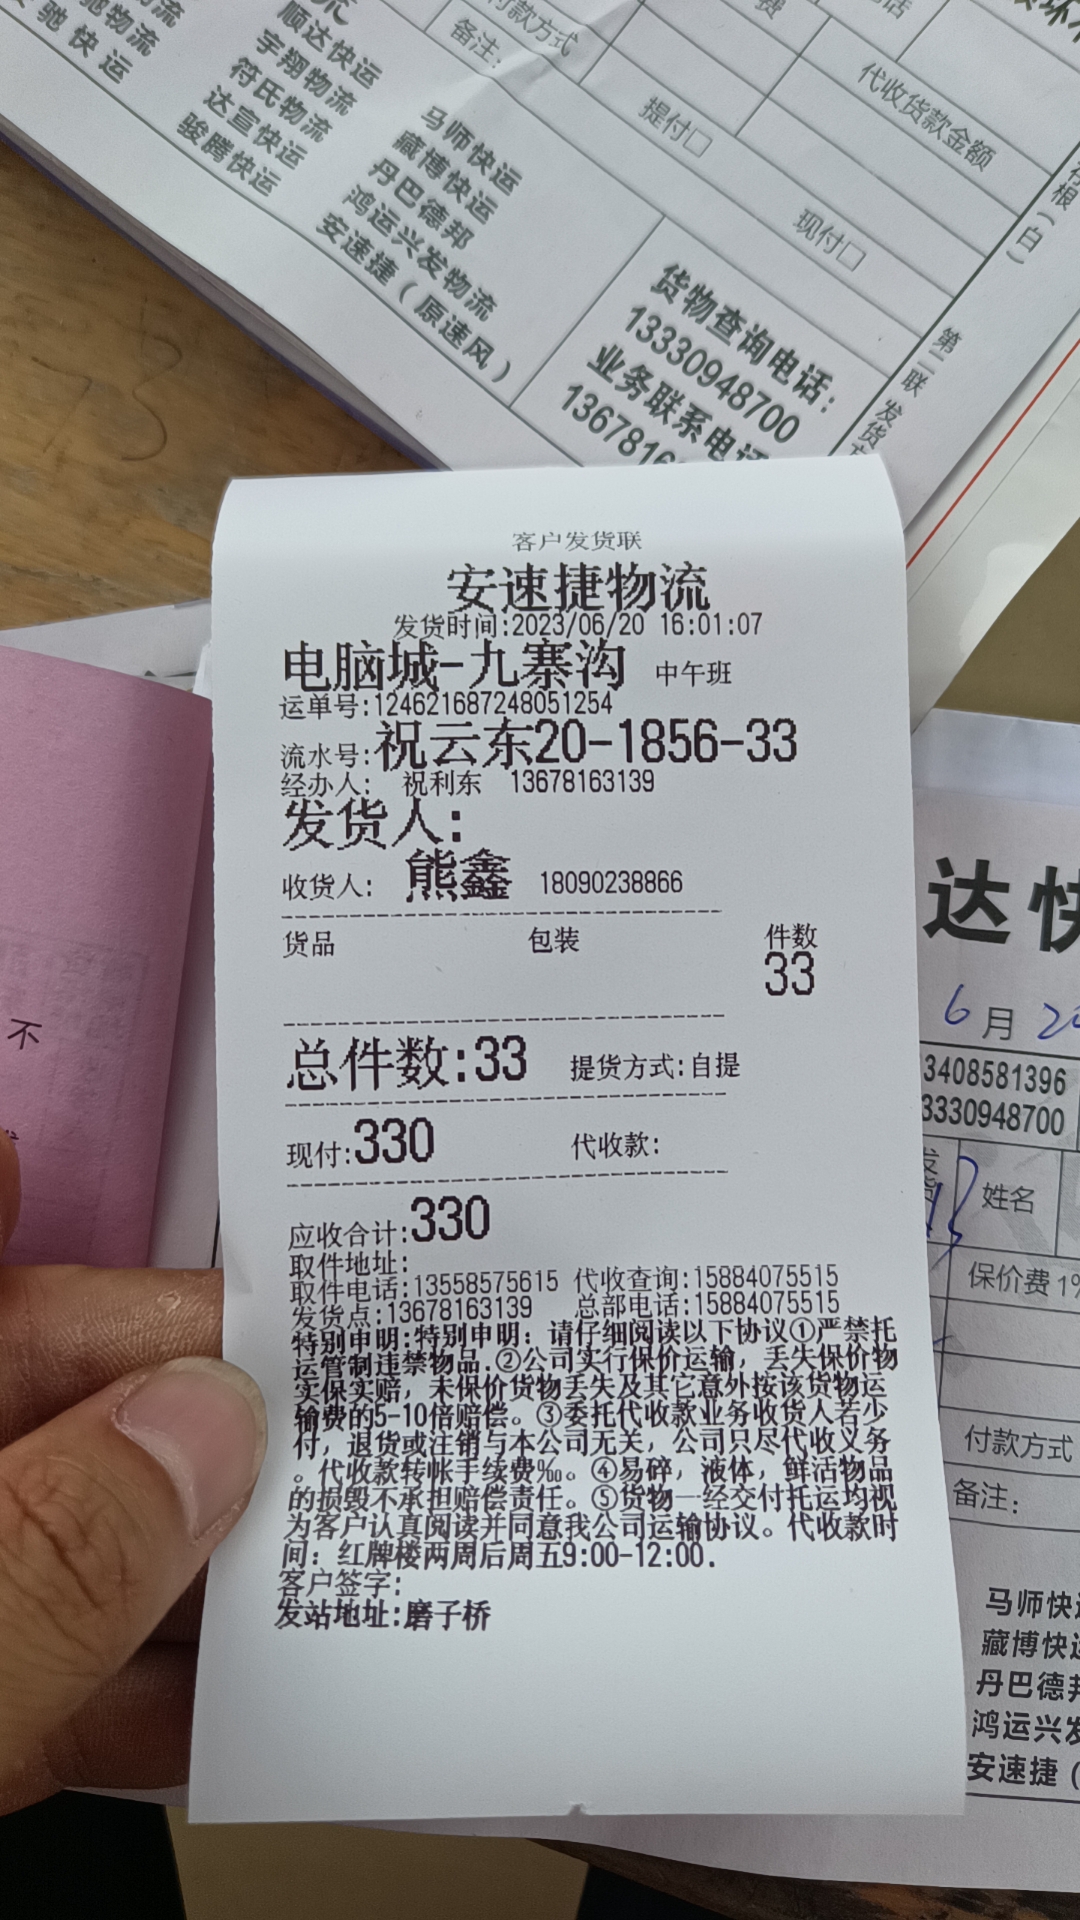 驰快运
顺达快运
宇翔物流
符氏物流
达宣快运
骏腾快运
马师快运
藏博快运
丹巴德邦
鸿运兴发物流
安速捷（原速风）
付款方式
备注：
提付□
现付□
代收货款金额
费
（白）
第二联 发货
货物查询电话：
13330948700
业务联系电话
1367816
客户发货联
安速捷物流
发货时间:2023/06/20 16:01:07
电脑城-九寨沟 中午班
运单号:124621687248051254
流水号:祝云东20-1856-33
经办人: 祝利东 13678163139
发货人:
收货人: 熊鑫 18090238866
货品 包装 件数
33
总件数:33 提货方式:自提
现付:330 代收款:
应收合计:330
取件地址:
取件电话:13558575615 代收查询:15884075515
发货点:13678163139 总部电话:15884075515
特别申明:特别申明：请仔细阅读以下协议①严禁托
运管制违禁物品.②公司实行保价运输，丢失保价物
实保实赔，未保价货物丢失及其它意外按该货物运
输费的5-10倍赔偿。③委托代收款业务收货人若少
付，退货或注销与本公司无关，公司只尽代收义务
。代收款转帐手续费‰。④易碎，液体，鲜活物品
的损毁不承担赔偿责任。⑤货物一经交付托运均视
为客户认真阅读并同意我公司运输协议。代收款时
间：红牌楼两周后周五9:00-12:00.
客户签字:
发站地址:磨子桥
不
达快
6月20
3408581396
3330948700
发货
姓名
保价费1%
付款方式
备注：
马师快运
藏博快运
丹巴德邦
鸿运兴发
安速捷（